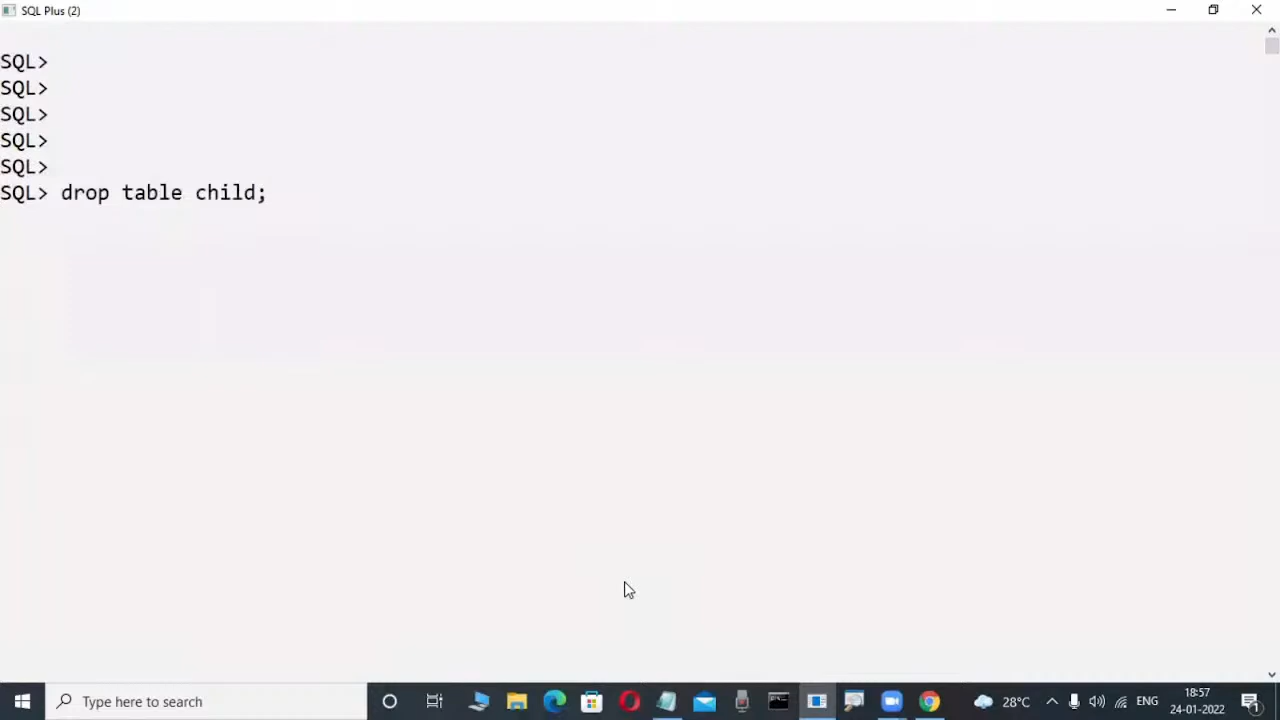 SQL Plus (2)
SQL>
SQL>
SQL>
SQL>
SQL>
SQL> drop table child;
Type here to search
28°C
ENG
18:57
24-01-2022
1